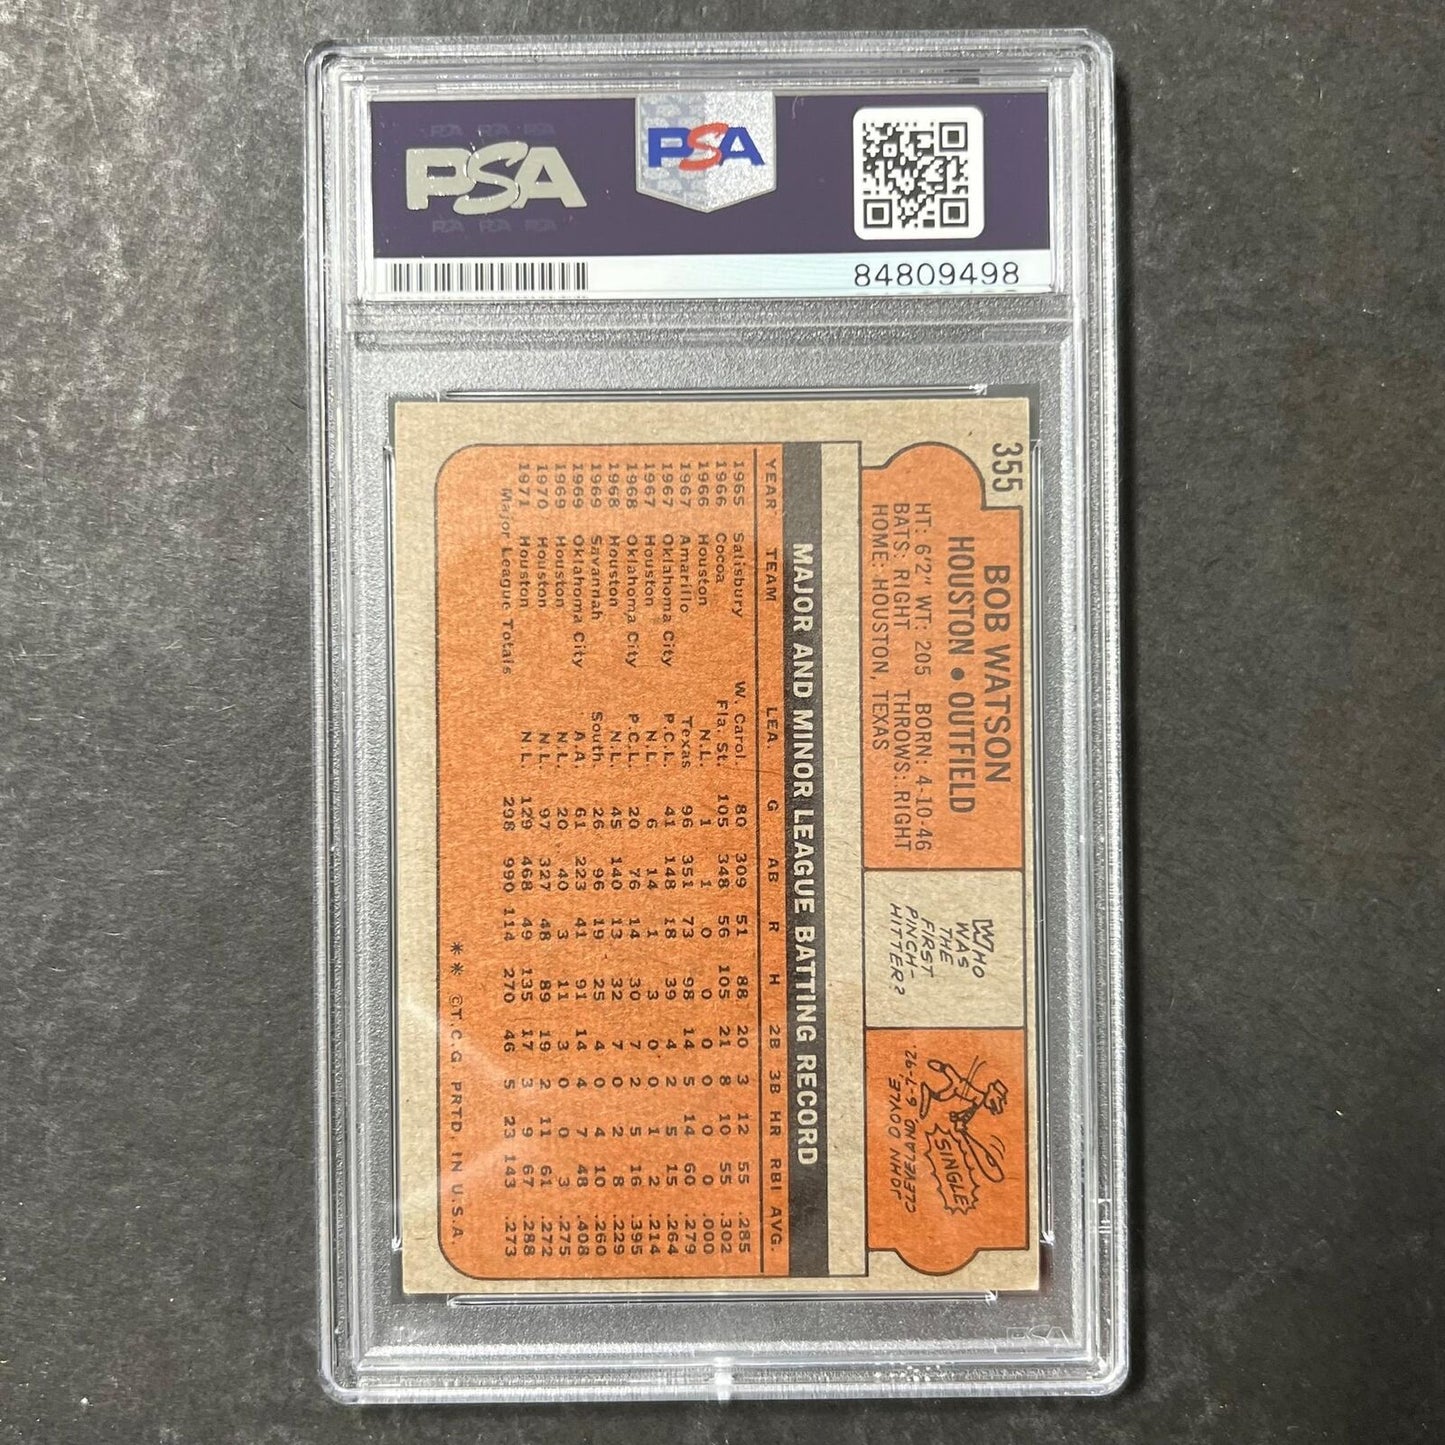 PSA
PSA
84809498
355
BOB WATSON
HOUSTON • OUTFIELD
HT: 6'2" WT: 205 BORN: 4-10-46
BATS: RIGHT THROWS: RIGHT
HOME: HOUSTON, TEXAS
WHO
WAS
THE
FIRST
PINCH-
HITTER?
SINGLE
JOHN DOYLE
CLEVELAND 6-7-92.
MAJOR AND MINOR LEAGUE BATTING RECORD
YEAR TEAM LEA. G AB R H 2B 3B HR RBI AVG.
1965 Salisbury W. Carol. 80 309 51 88 20 3 12 55 .285
1966 Cocoa Fla. St. 105 348 56 105 21 8 10 55 .302
1966 Houston N.L. 1 1 0 0 0 0 0 0 .000
1967 Amarillo Texas 96 351 73 98 14 5 14 60 .279
1967 Oklahoma City P.C.L. 41 148 18 39 4 2 5 15 .264
1967 Houston N.L. 6 14 1 3 0 0 1 2 .214
1968 Oklahoma City P.C.L. 20 76 14 30 7 2 5 16 .395
1968 Houston N.L. 45 140 13 32 7 0 2 8 .229
1969 Savannah South. 26 96 19 25 4 0 4 10 .260
1969 Oklahoma City A.A. 61 223 41 91 14 4 7 48 .408
1969 Houston N.L. 20 40 3 11 3 0 0 3 .275
1970 Houston N.L. 97 327 48 89 19 2 11 61 .272
1971 Houston N.L. 129 468 49 135 17 3 9 67 .288
Major League Totals 298 990 114 270 46 5 23 143 .273
** ©T.C.G. PRTD. IN U.S.A.
PSA